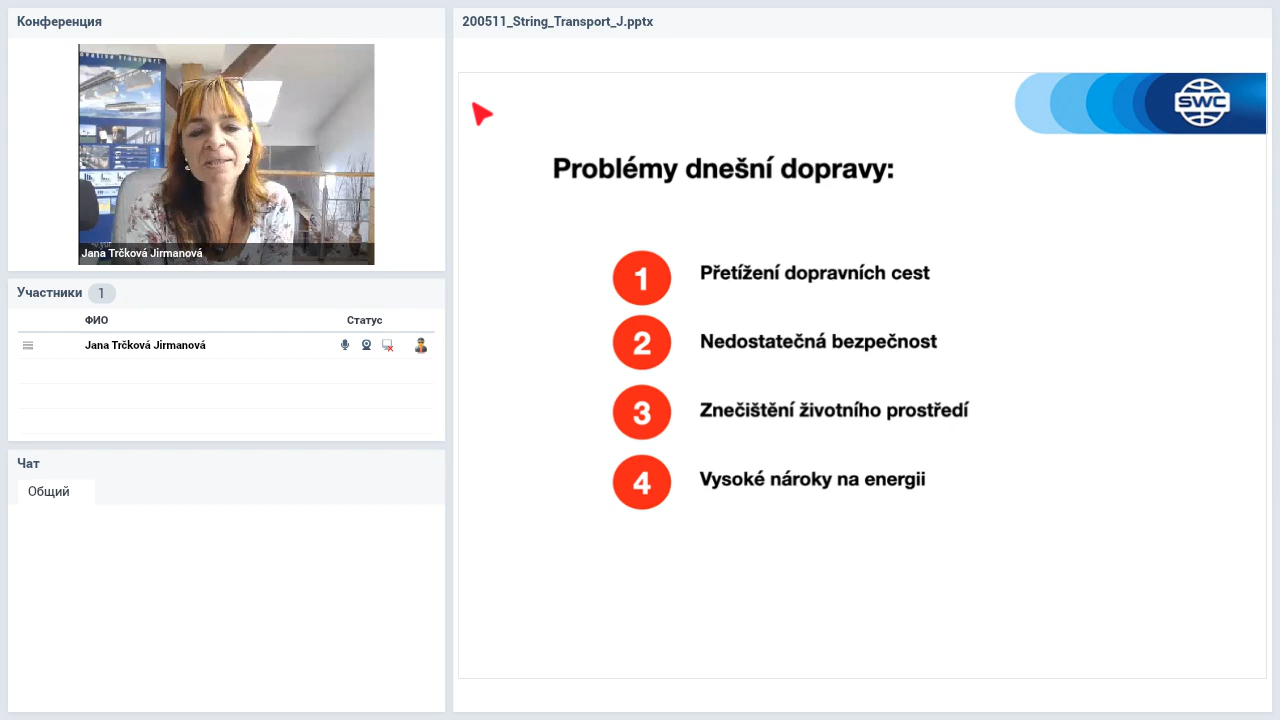 Конференция
Jana Trčková Jirmanová
Участники 1
ФИО Статус
Jana Trčková Jirmanová
Чат
Общий
200511_String_Transport_J.pptx
SWC
Problémy dnešní dopravy:
1 Přetížení dopravních cest
2 Nedostatečná bezpečnost
3 Znečištění životního prostředí
4 Vysoké nároky na energii